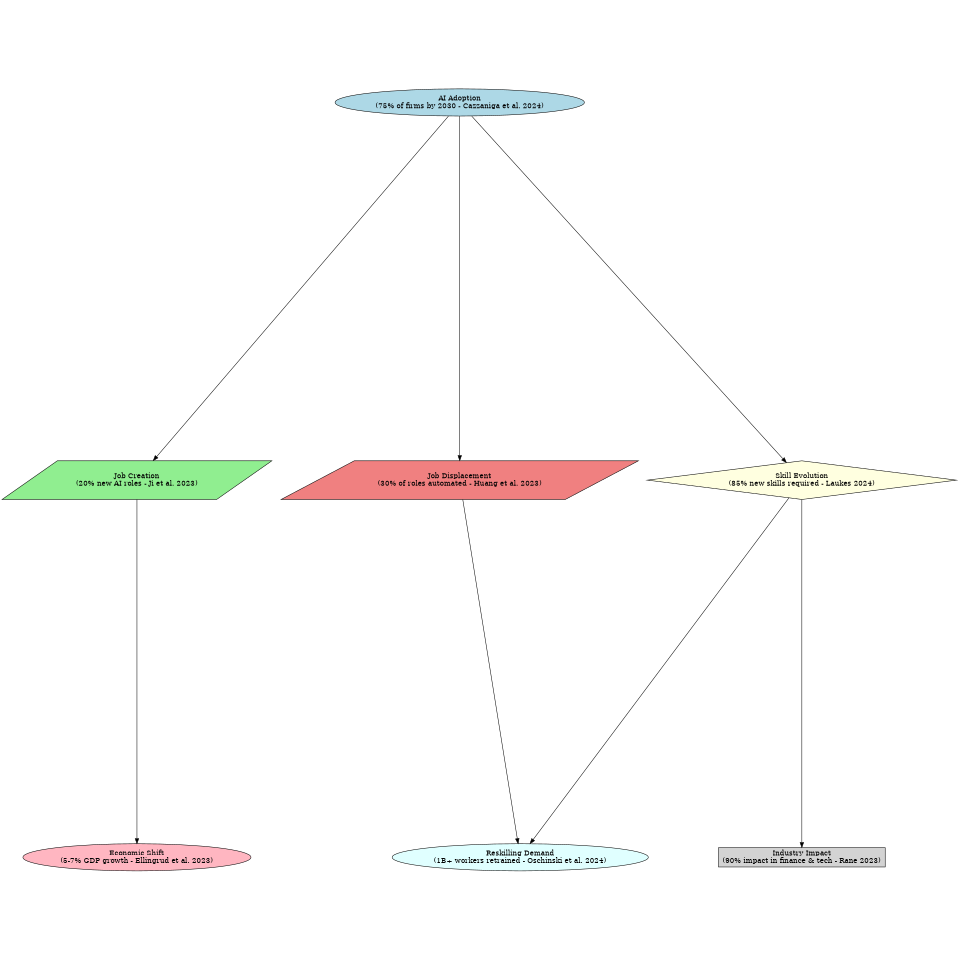 AI Adoption
(75% of firms by 2030 - Cazzaniga et al. 2024)
Job Creation
(20% new AI roles - Ji et al. 2023)
Job Displacement
(30% of roles automated - Huang et al. 2023)
Skill Evolution
(85% new skills required - Laukes 2024)
Economic Shift
(5-7% GDP growth - Ellingrud et al. 2023)
Reskilling Demand
(1B+ workers retrained - Oschinski et al. 2024)
Industry Impact
(90% impact in finance & tech - Rane 2023)